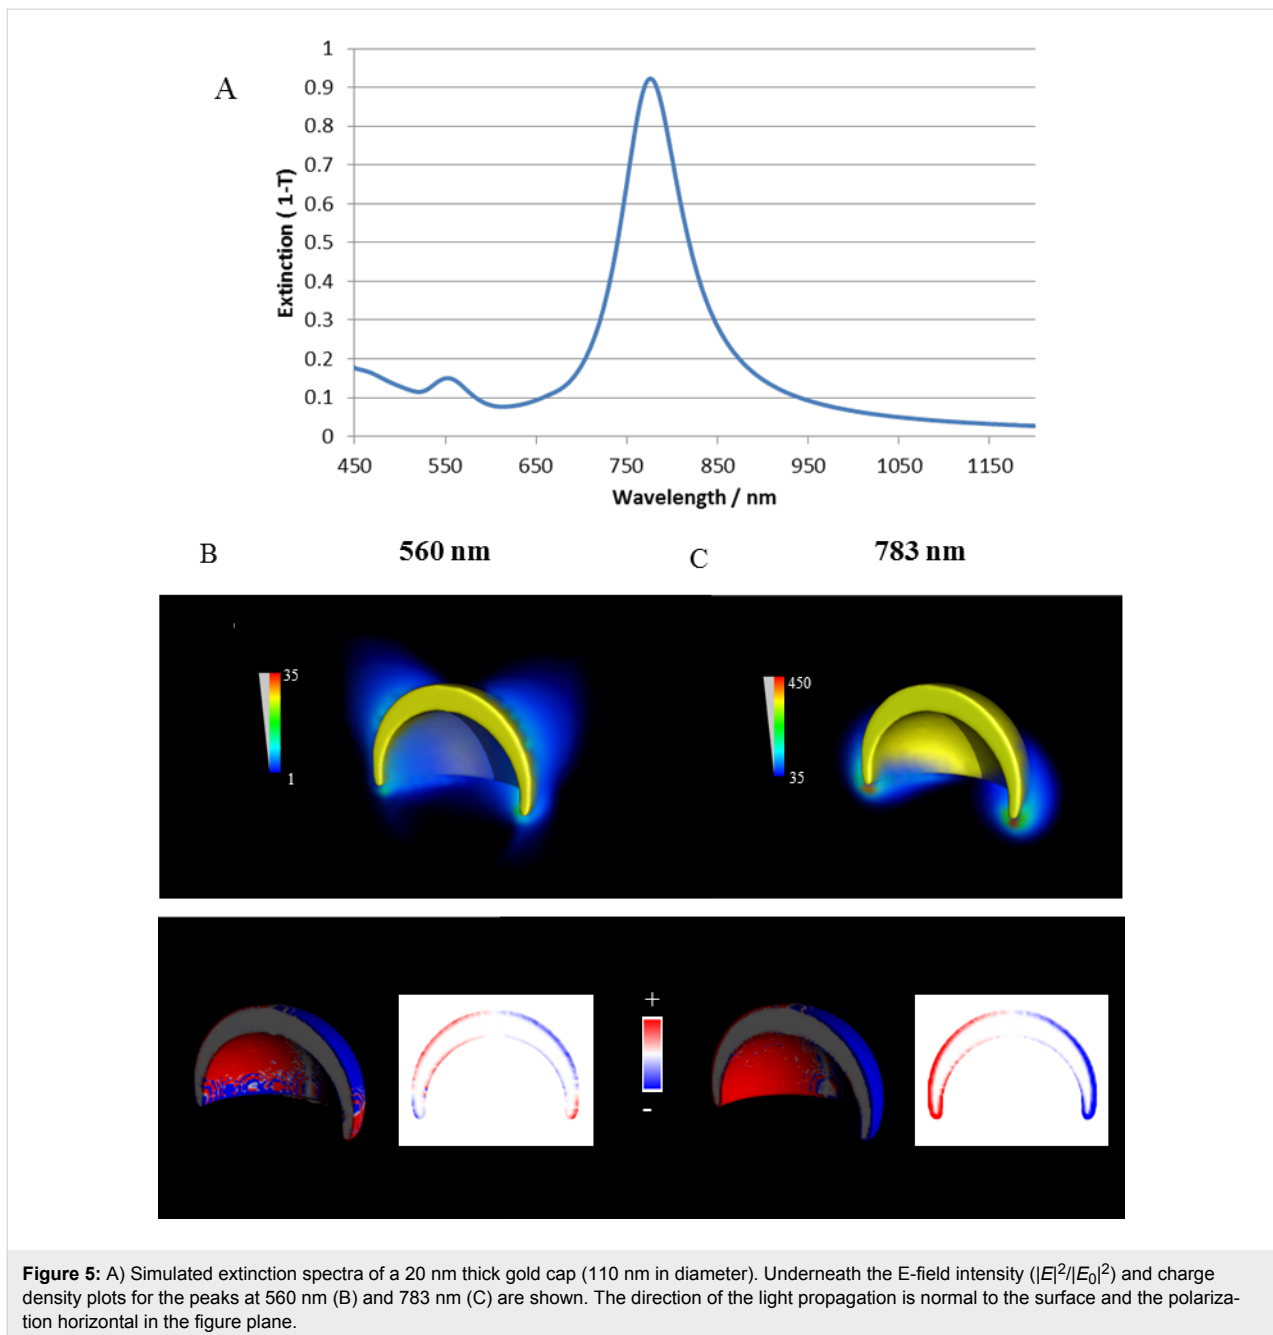 A
1
0.9
0.8
0.7
0.6
0.5
0.4
0.3
0.2
0.1
0
Extinction ( 1-T)
450 550 650 750 850 950 1050 1150
Wavelength / nm
B 560 nm C 783 nm
35
1
450
35
+
-
Figure 5: A) Simulated extinction spectra of a 20 nm thick gold cap (110 nm in diameter). Underneath the E-field intensity (|E|²/|E₀|²) and charge
density plots for the peaks at 560 nm (B) and 783 nm (C) are shown. The direction of the light propagation is normal to the surface and the polariza-
tion horizontal in the figure plane.